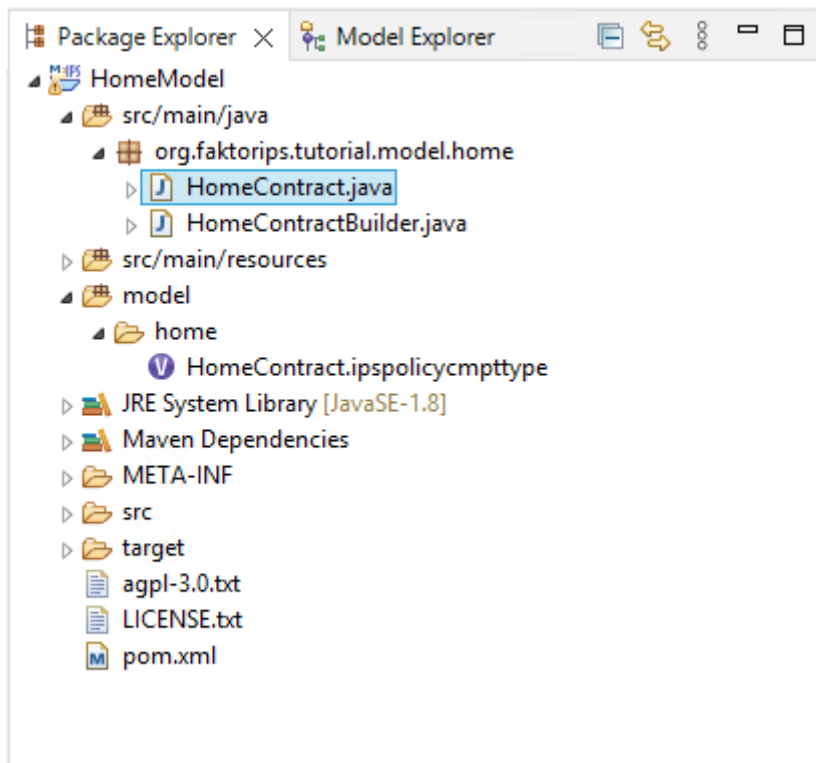 Package Explorer Model Explorer
HomeModel
src/main/java
org.faktorips.tutorial.model.home
HomeContract.java
HomeContractBuilder.java
src/main/resources
model
home
HomeContract.ipspolicycmpttype
JRE System Library [JavaSE-1.8]
Maven Dependencies
META-INF
src
target
agpl-3.0.txt
LICENSE.txt
pom.xml